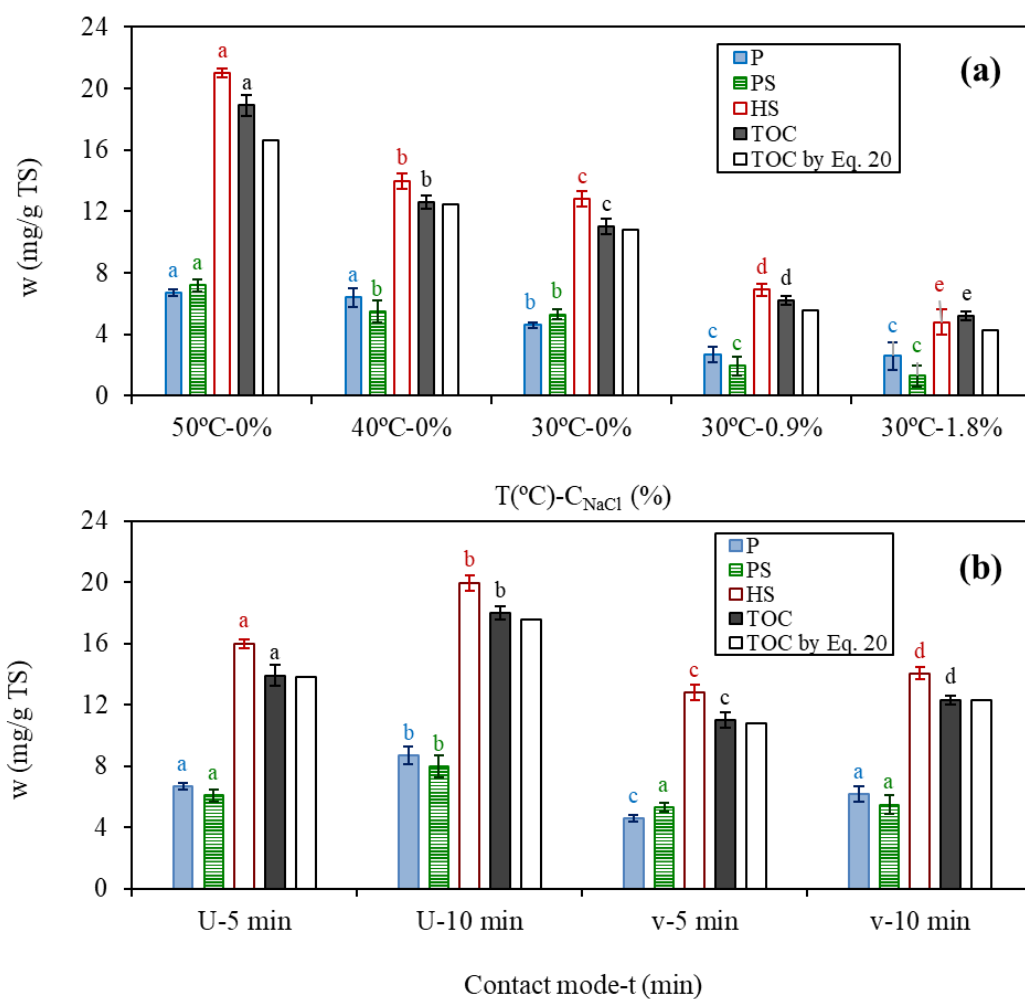 24
20
16
12
8
4
0
w (mg/g TS)
(a)
P
PS
HS
TOC
TOC by Eq. 20
a a a a
a b b b
b b c c
c c d d
c c e e
50ºC-0% 40ºC-0% 30ºC-0% 30ºC-0.9% 30ºC-1.8%
T(ºC)-CNaCl (%)
24
20
16
12
8
4
0
w (mg/g TS)
(b)
P
PS
HS
TOC
TOC by Eq. 20
a a a a
b b b b
c a c c
a a d d
U-5 min U-10 min v-5 min v-10 min
Contact mode-t (min)